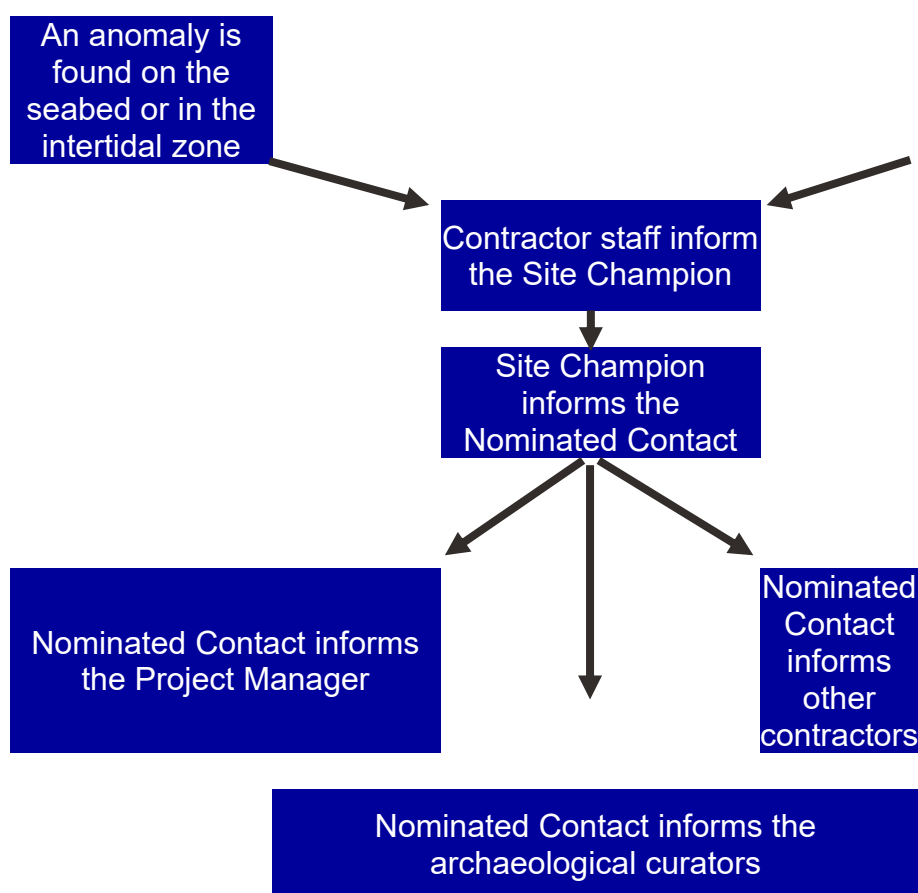 An anomaly is
found on the
seabed or in the
intertidal zone
Contractor staff inform
the Site Champion
Site Champion
informs the
Nominated Contact
Nominated Contact informs
the Project Manager
Nominated
Contact
informs
other
contractors
Nominated Contact informs the
archaeological curators